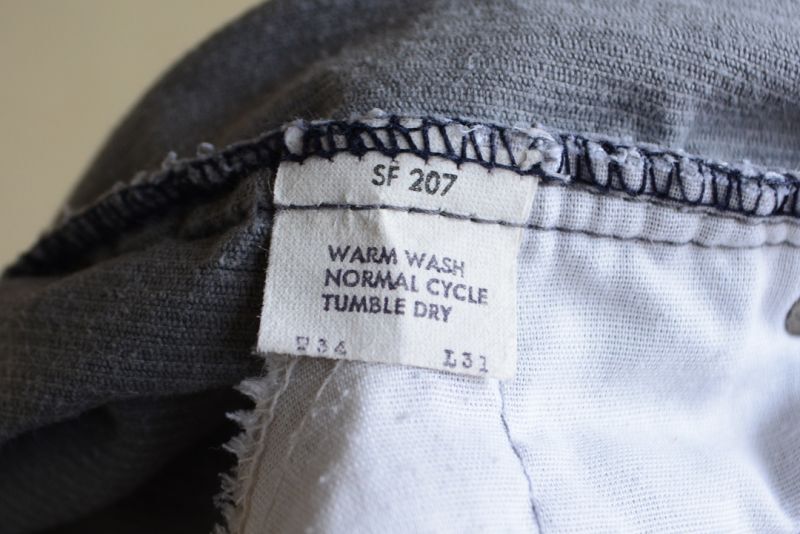 SF 207
WARM WASH
NORMAL CYCLE
TUMBLE DRY
W34 L31